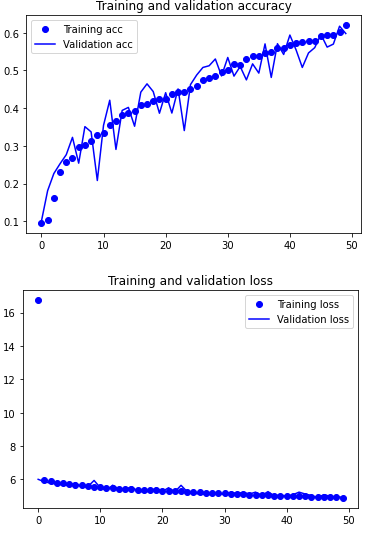 Training and validation accuracy
Training acc
Validation acc
0.6
0.5
0.4
0.3
0.2
0.1
0 10 20 30 40 50
Training and validation loss
Training loss
Validation loss
16
14
12
10
8
6
0 10 20 30 40 50